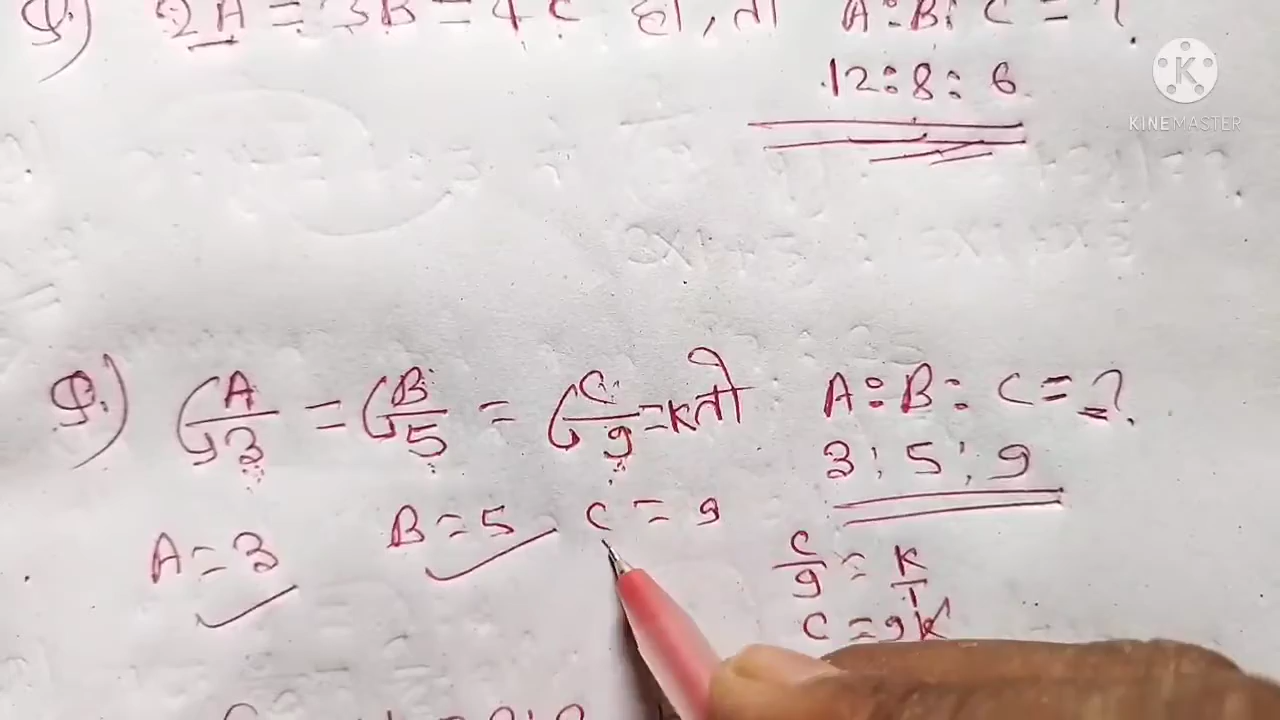 Q.) 2A = 3B = 4C हो, तो A:B:C = ?
12:8:6
KINEMASTER
Q.) A/3 = B/5 = C/9 = K तो A:B:C = ?
3:5:9
A = 3 B = 5 C = 9
C/9 = K/1
C = 9K